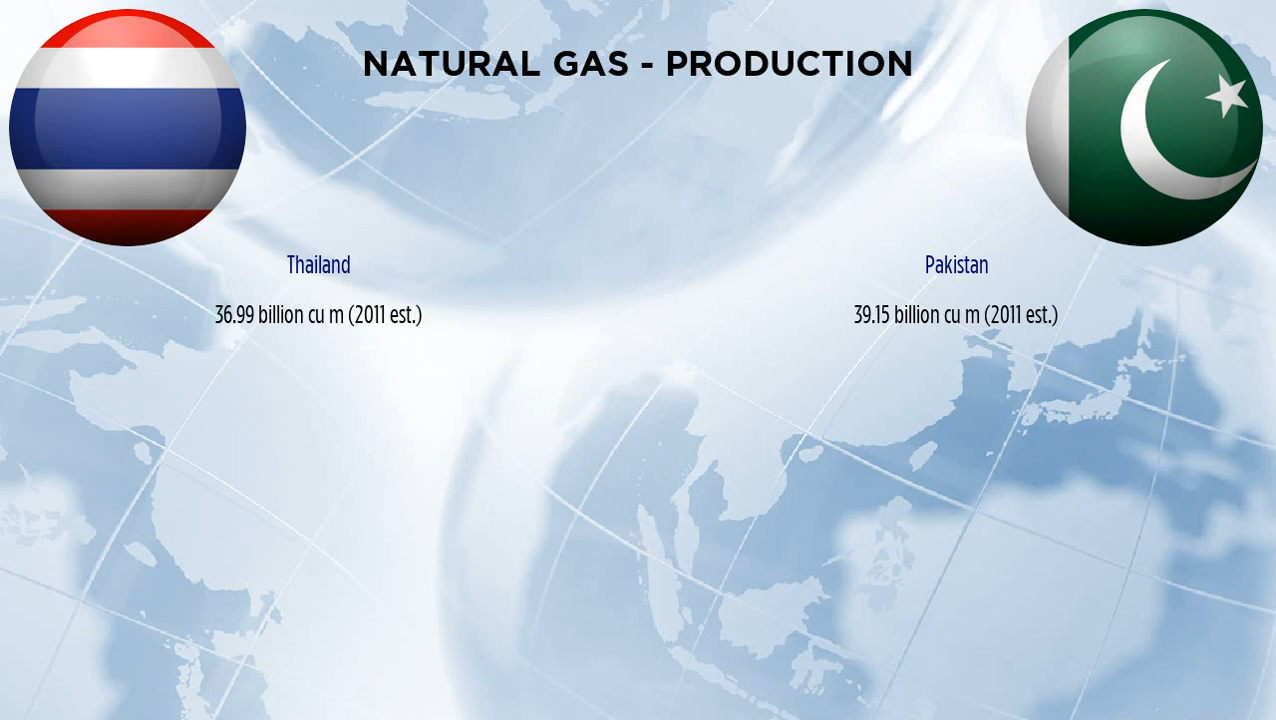 NATURAL GAS - PRODUCTION
Thailand
Pakistan
36.99 billion cu m (2011 est.)
39.15 billion cu m (2011 est.)